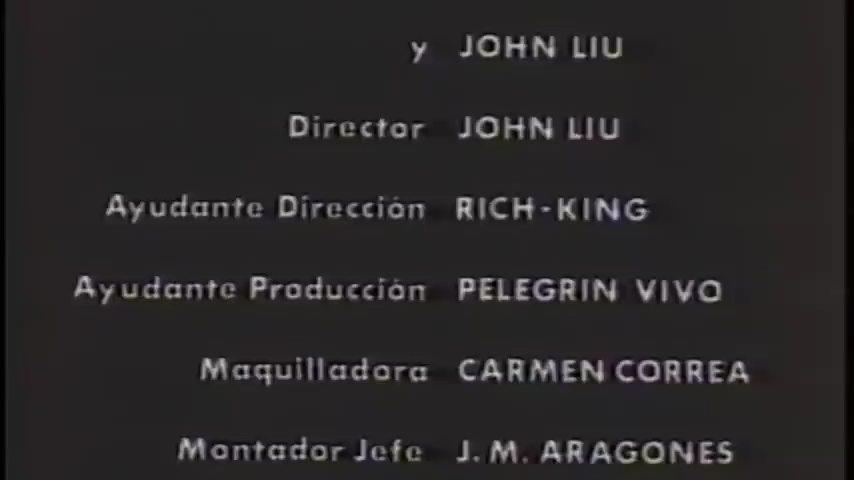 y JOHN LIU
Director JOHN LIU
Ayudante Dirección RICH-KING
Ayudante Producción PELEGRIN VIVO
Maquilladora CARMEN CORREA
Montador Jefe J. M. ARAGONES